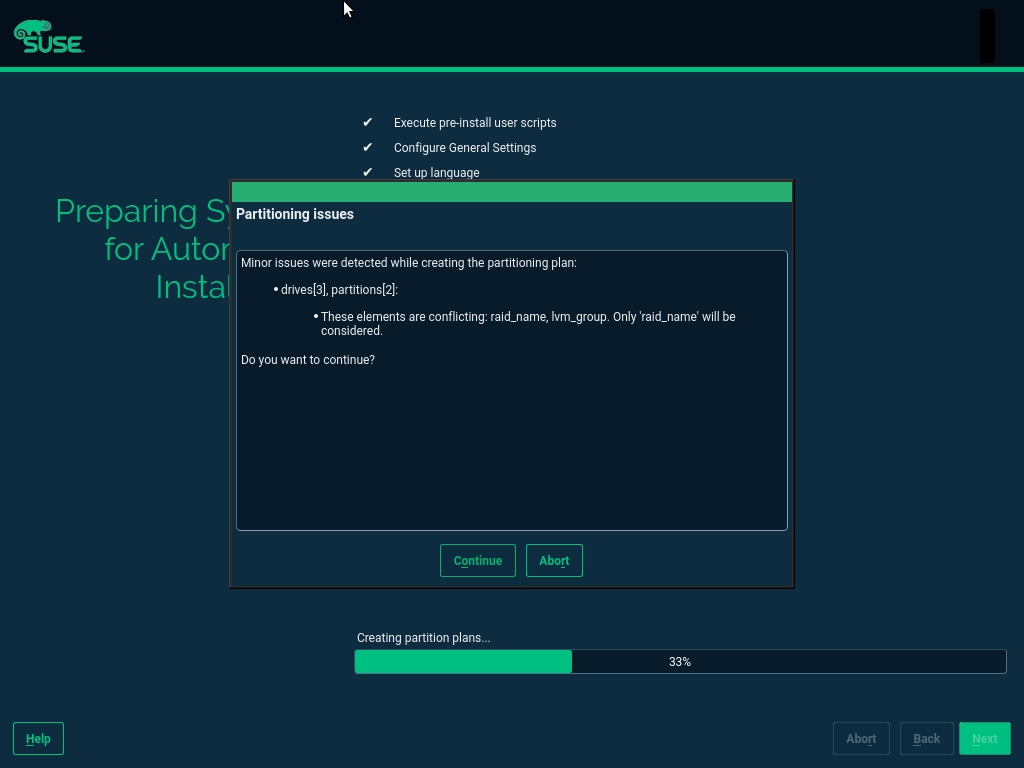 SUSE
✔ Execute pre-install user scripts
✔ Configure General Settings
✔ Set up language
Preparing Sy
for Autor
Instal
Partitioning issues
Minor issues were detected while creating the partitioning plan:
• drives[3], partitions[2]:
• These elements are conflicting: raid_name, lvm_group. Only 'raid_name' will be
considered.
Do you want to continue?
Continue Abort
Creating partition plans...
33%
Help Abort Back Next